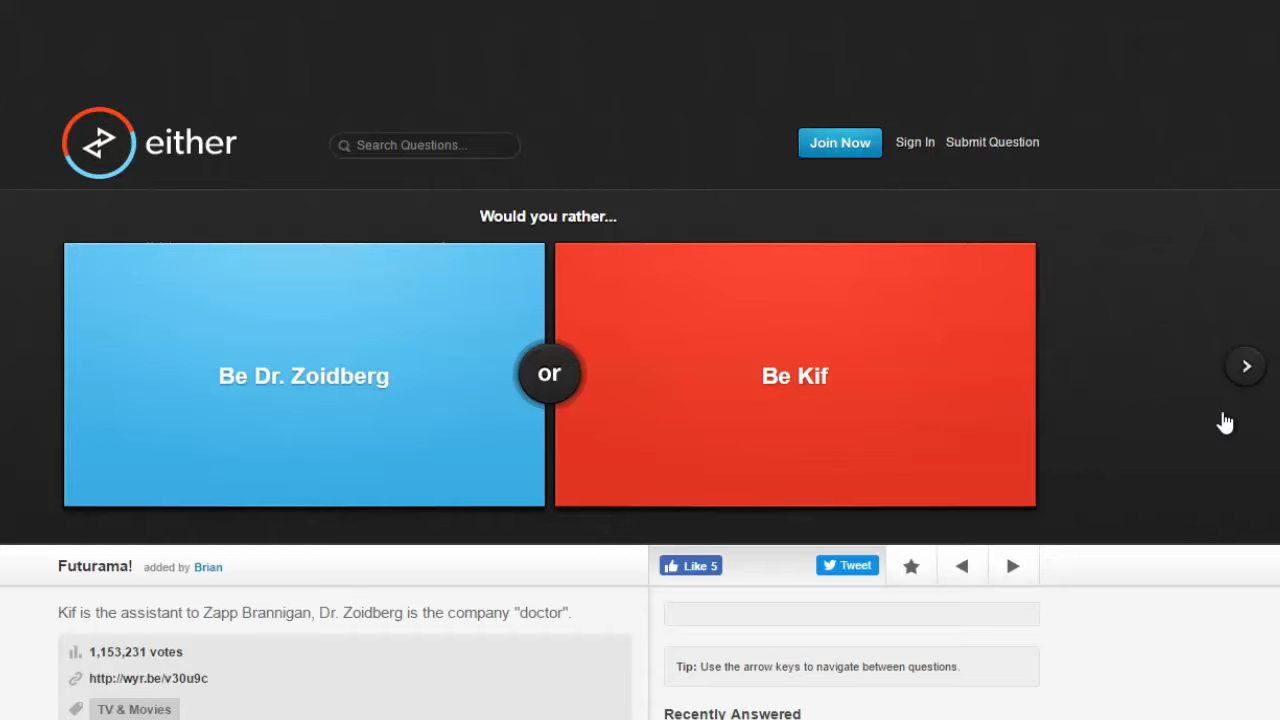 either
Search Questions...
Join Now
Sign In
Submit Question
Would you rather...
Be Dr. Zoidberg
or
Be Kif
Futurama! added by Brian
Like 5
Tweet
Kif is the assistant to Zapp Brannigan, Dr. Zoidberg is the company "doctor".
1,153,231 votes
http://wyr.be/v30u9c
TV & Movies
Tip: Use the arrow keys to navigate between questions.
Recently Answered